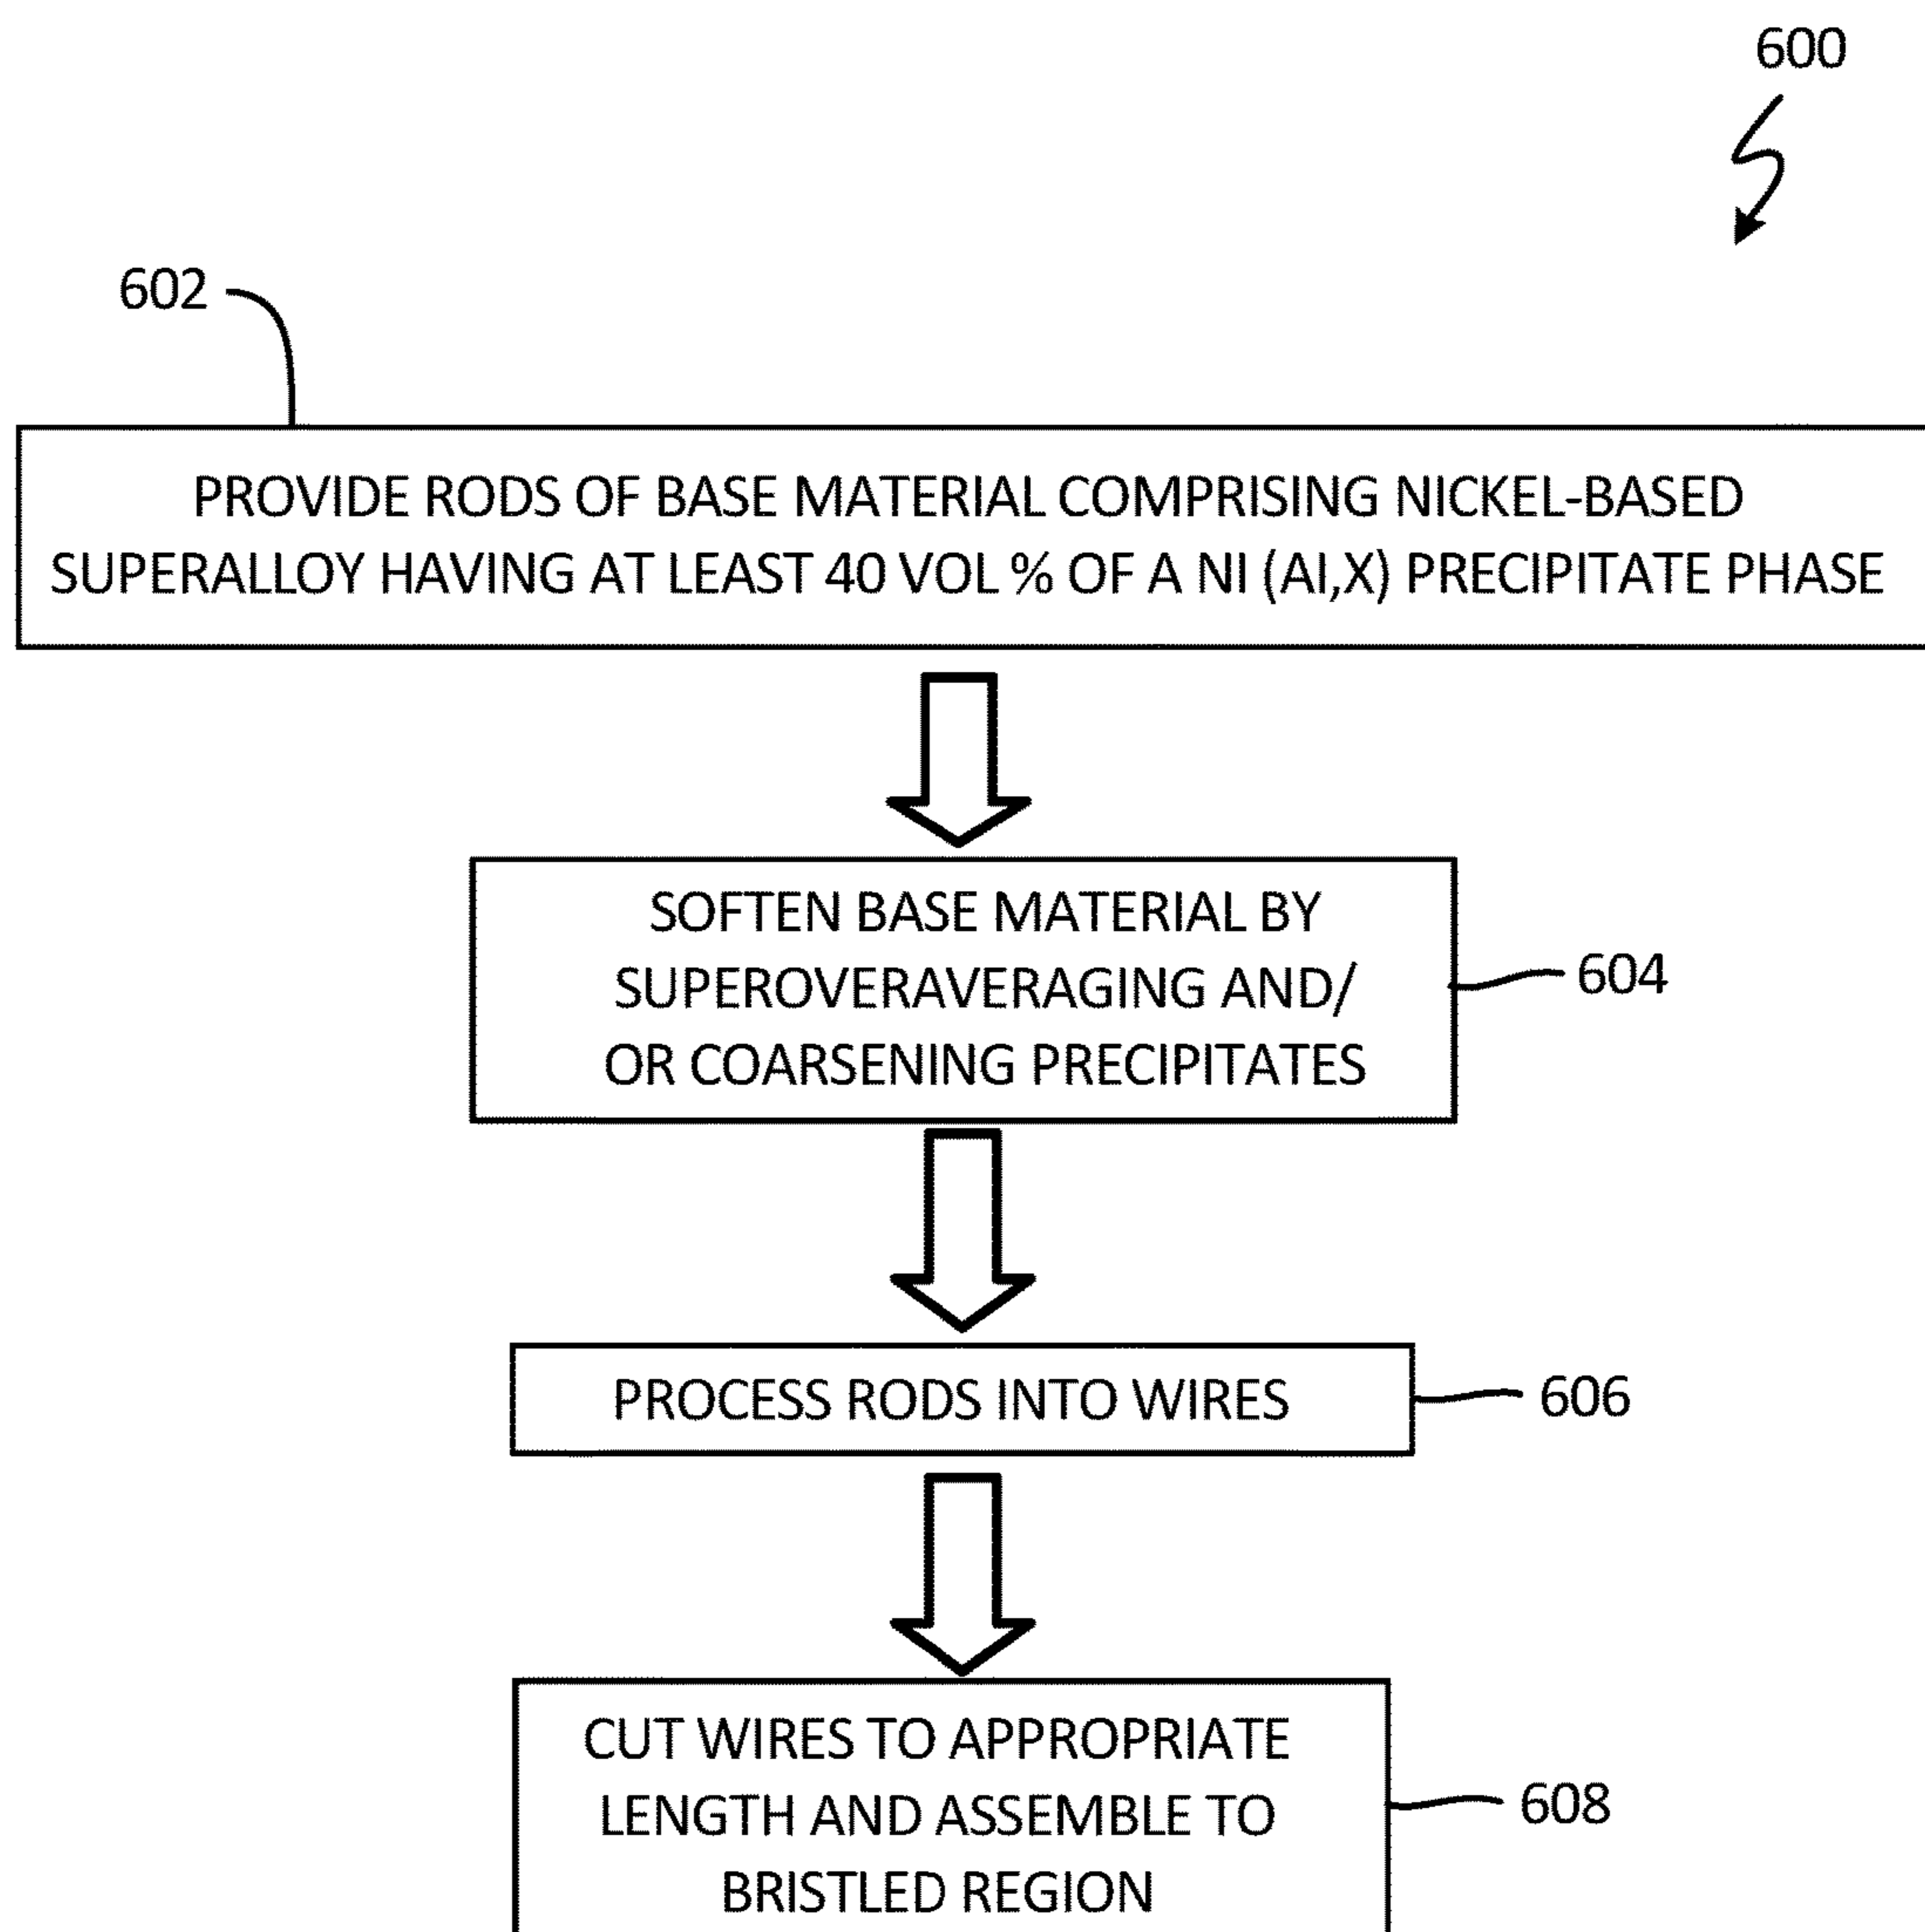 600
602
PROVIDE RODS OF BASE MATERIAL COMPRISING NICKEL-BASED
SUPERALLOY HAVING AT LEAST 40 VOL % OF A NI (AI,X) PRECIPITATE PHASE
SOFTEN BASE MATERIAL BY
SUPEROVERAVERAGING AND/
OR COARSENING PRECIPITATES
604
PROCESS RODS INTO WIRES
606
CUT WIRES TO APPROPRIATE
LENGTH AND ASSEMBLE TO
BRISTLED REGION
608